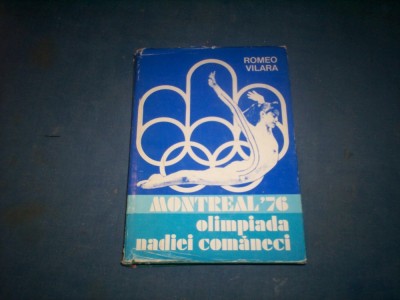 ROMEO
VILARA
MONTREAL'76
olimpiada
nadiei comăneci